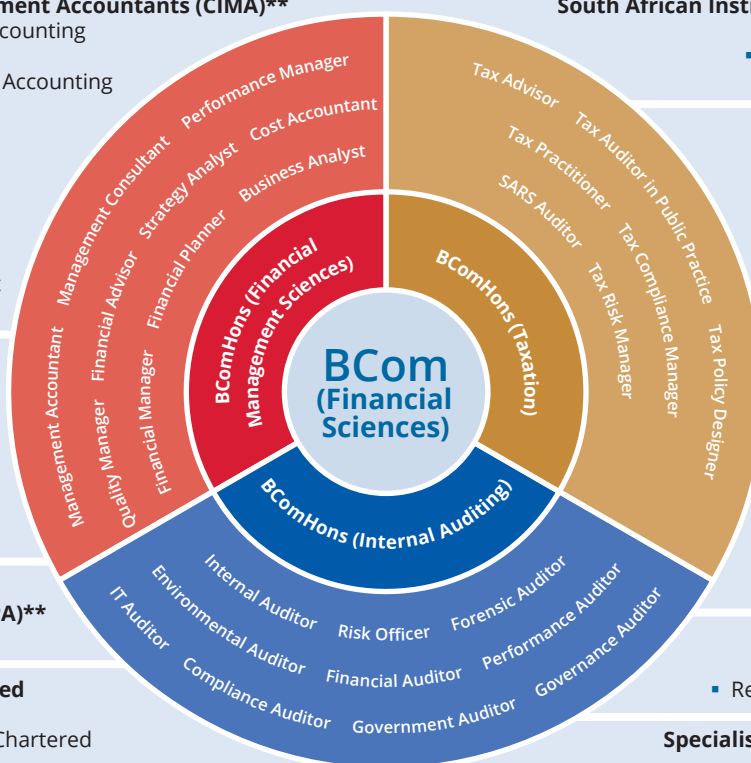 ment Accountants (CIMA)**
counting
Accounting
South African Insti
Management Accountant
Management Consultant
Performance Manager
Quality Manager
Financial Advisor
Strategy Analyst
Cost Accountant
Financial Manager
Financial Planner
Business Analyst
BComHons (Financial
Management Sciences)
Tax Advisor
Tax Auditor in Public Practice
Tax Policy Designer
Tax Practitioner
Tax Compliance Manager
SARS Auditor
Tax Risk Manager
BComHons (Taxation)
BCom
(Financial
Sciences)
BComHons (Internal Auditing)
Internal Auditor
Risk Officer
Forensic Auditor
Environmental Auditor
Financial Auditor
Performance Auditor
IT Auditor
Compliance Auditor
Government Auditor
Governance Auditor
A)**
ed
Chartered
▪ Re
Specialis